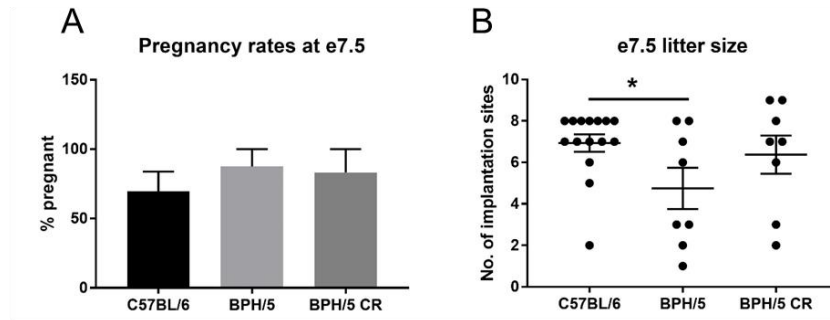 A
Pregnancy rates at e7.5
% pregnant
150
100
50
0
C57BL/6
BPH/5
BPH/5 CR
B
e7.5 litter size
No. of implantation sites
10
8
6
4
2
0
*
C57BL/6
BPH/5
BPH/5 CR